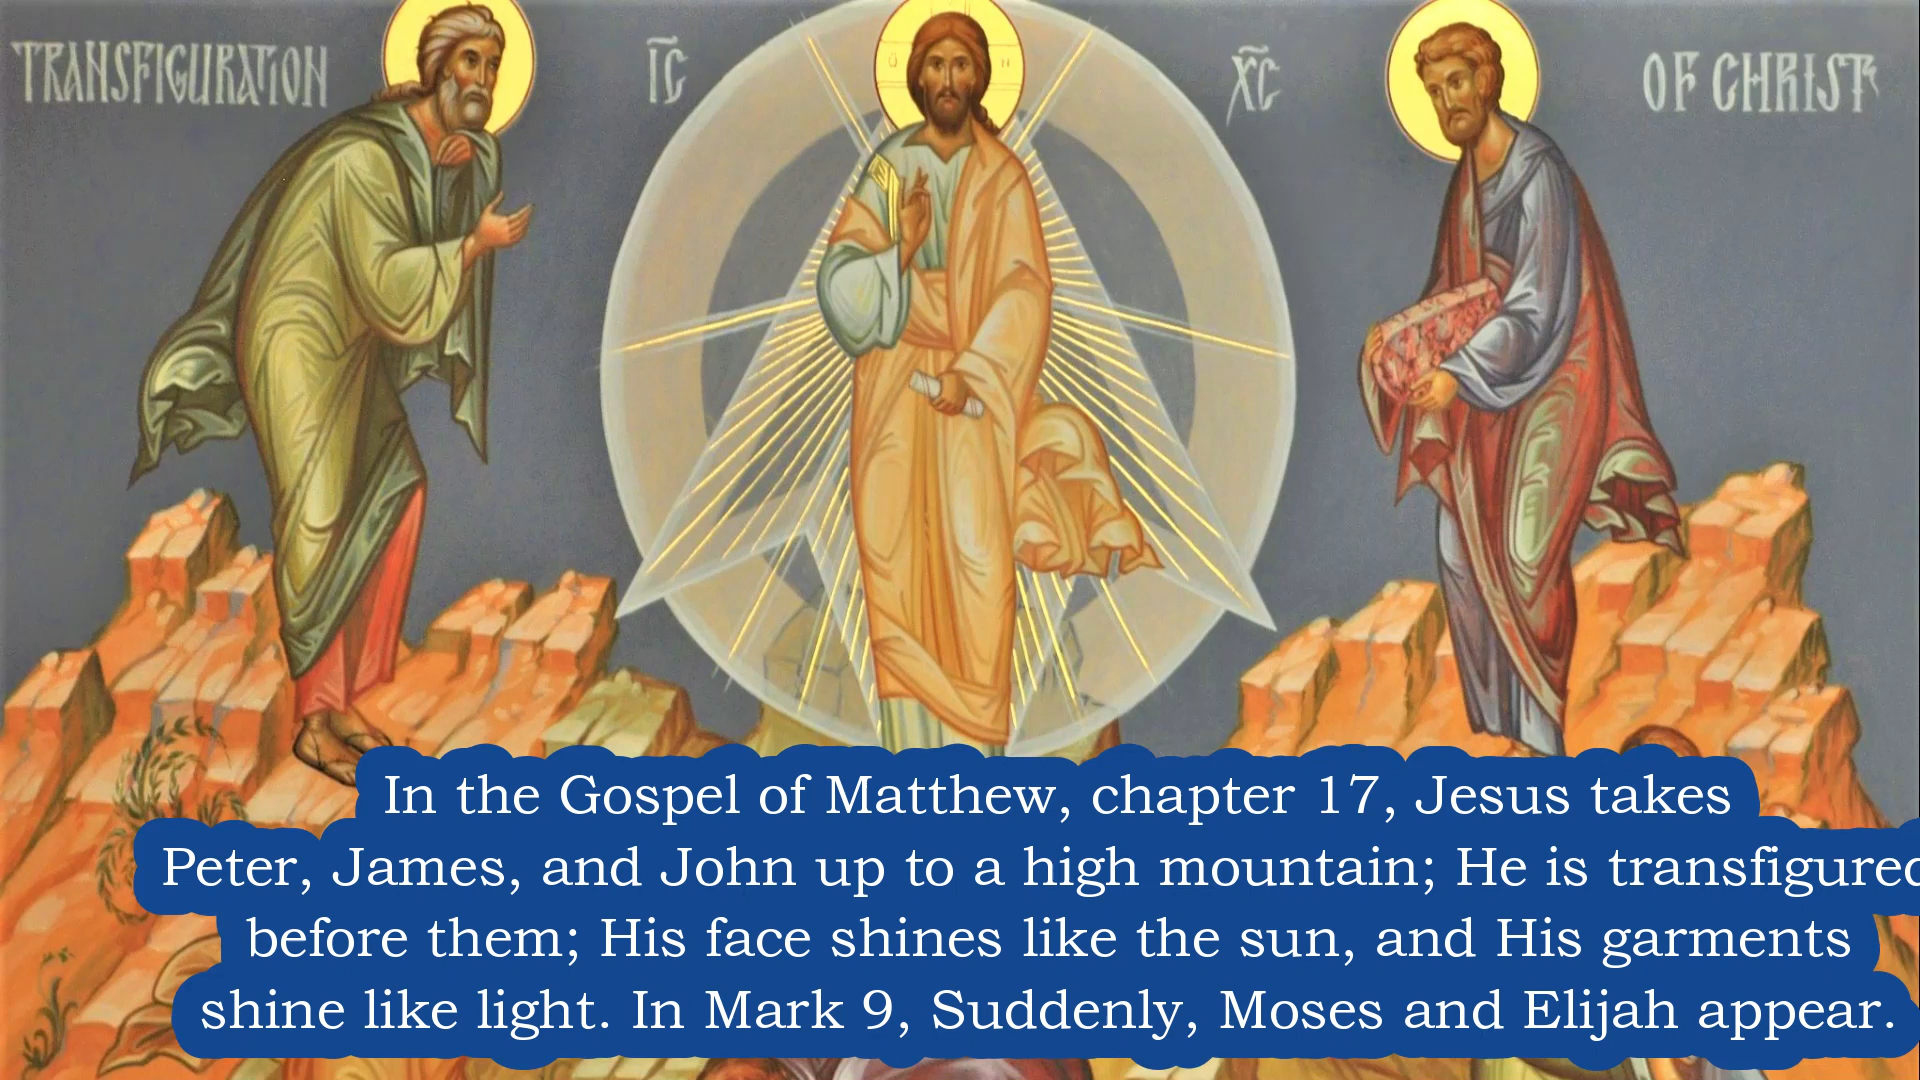 TRANSFIGURATION
ΙС
ХС
OF CHRIST
In the Gospel of Matthew, chapter 17, Jesus takes
Peter, James, and John up to a high mountain; He is transfigured
before them; His face shines like the sun, and His garments
shine like light. In Mark 9, Suddenly, Moses and Elijah appear.